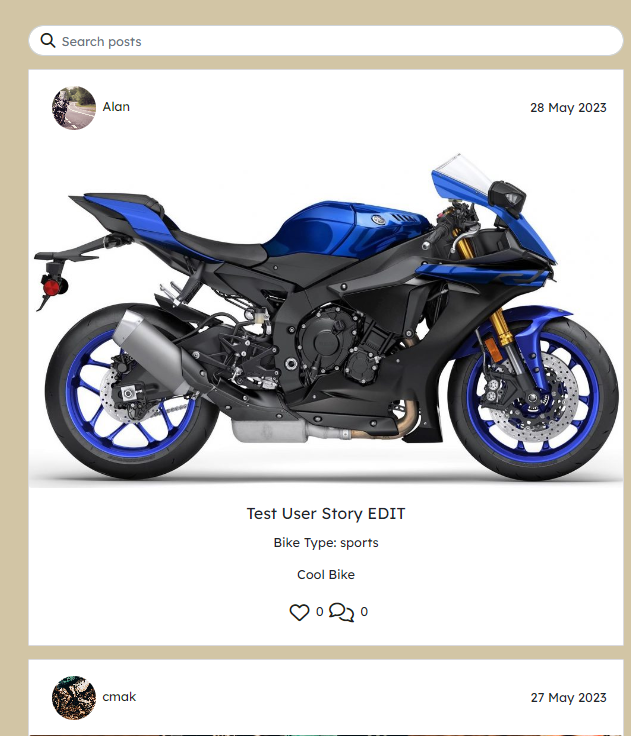 Search posts
Alan
28 May 2023
Test User Story EDIT
Bike Type: sports
Cool Bike
0 0
cmak
27 May 2023